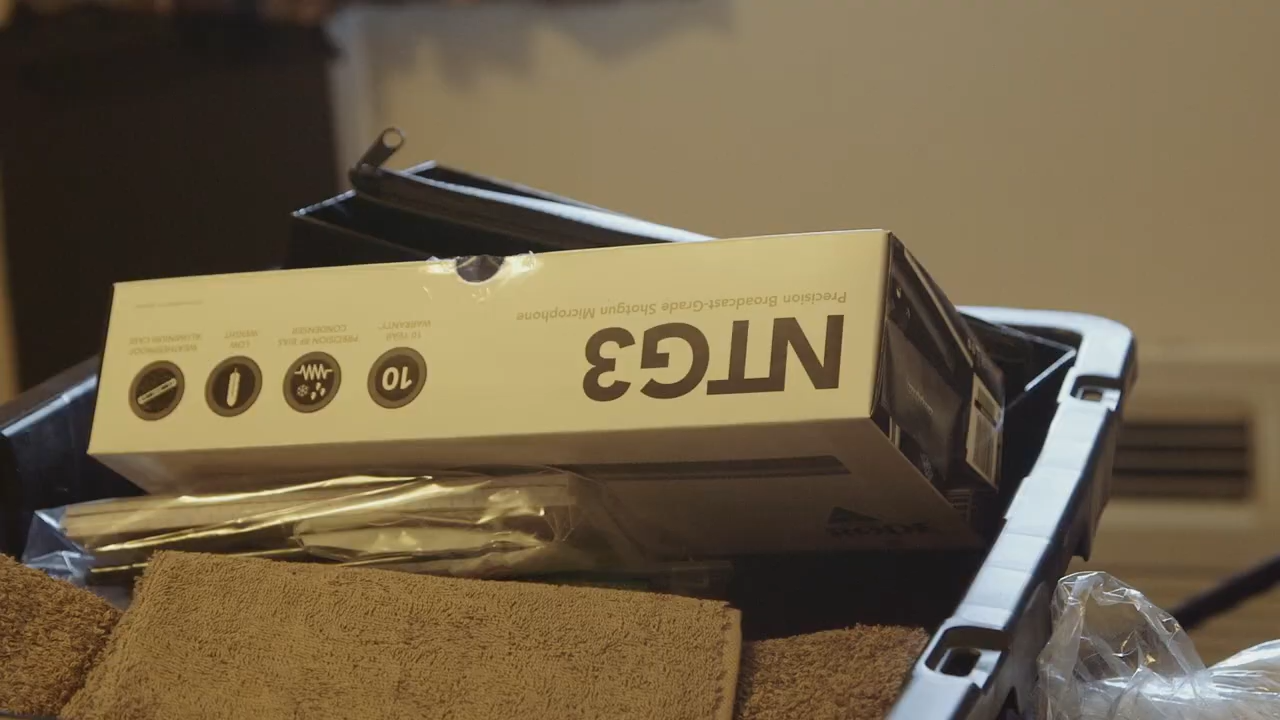 NTG3
Precision Broadcast-Grade Shotgun Microphone
10
10 YEAR
WARRANTY*
PRECISION RF BIAS
CONDENSER
LOW
WEIGHT
WEATHERPROOF
ALUMINIUM CASE
RØDE